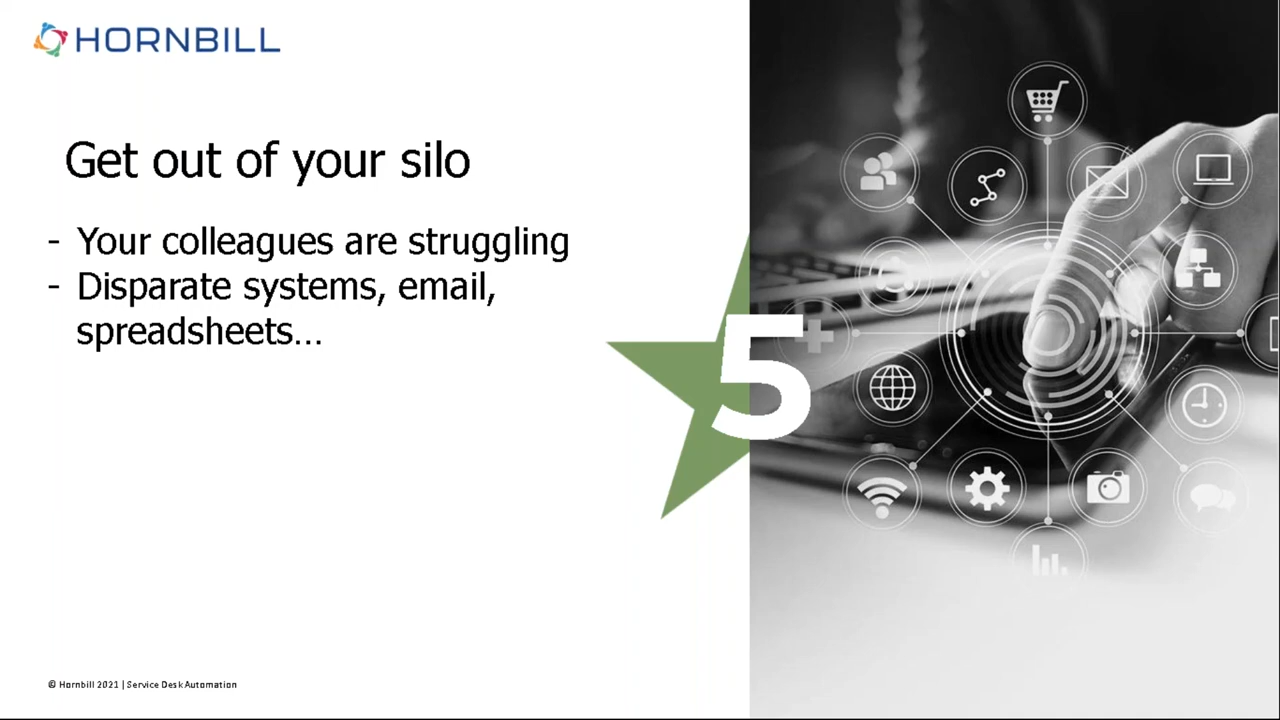 HORNBILL
Get out of your silo
- Your colleagues are struggling
- Disparate systems, email,
spreadsheets...
5
© Hornbill 2021 | Service Desk Automation